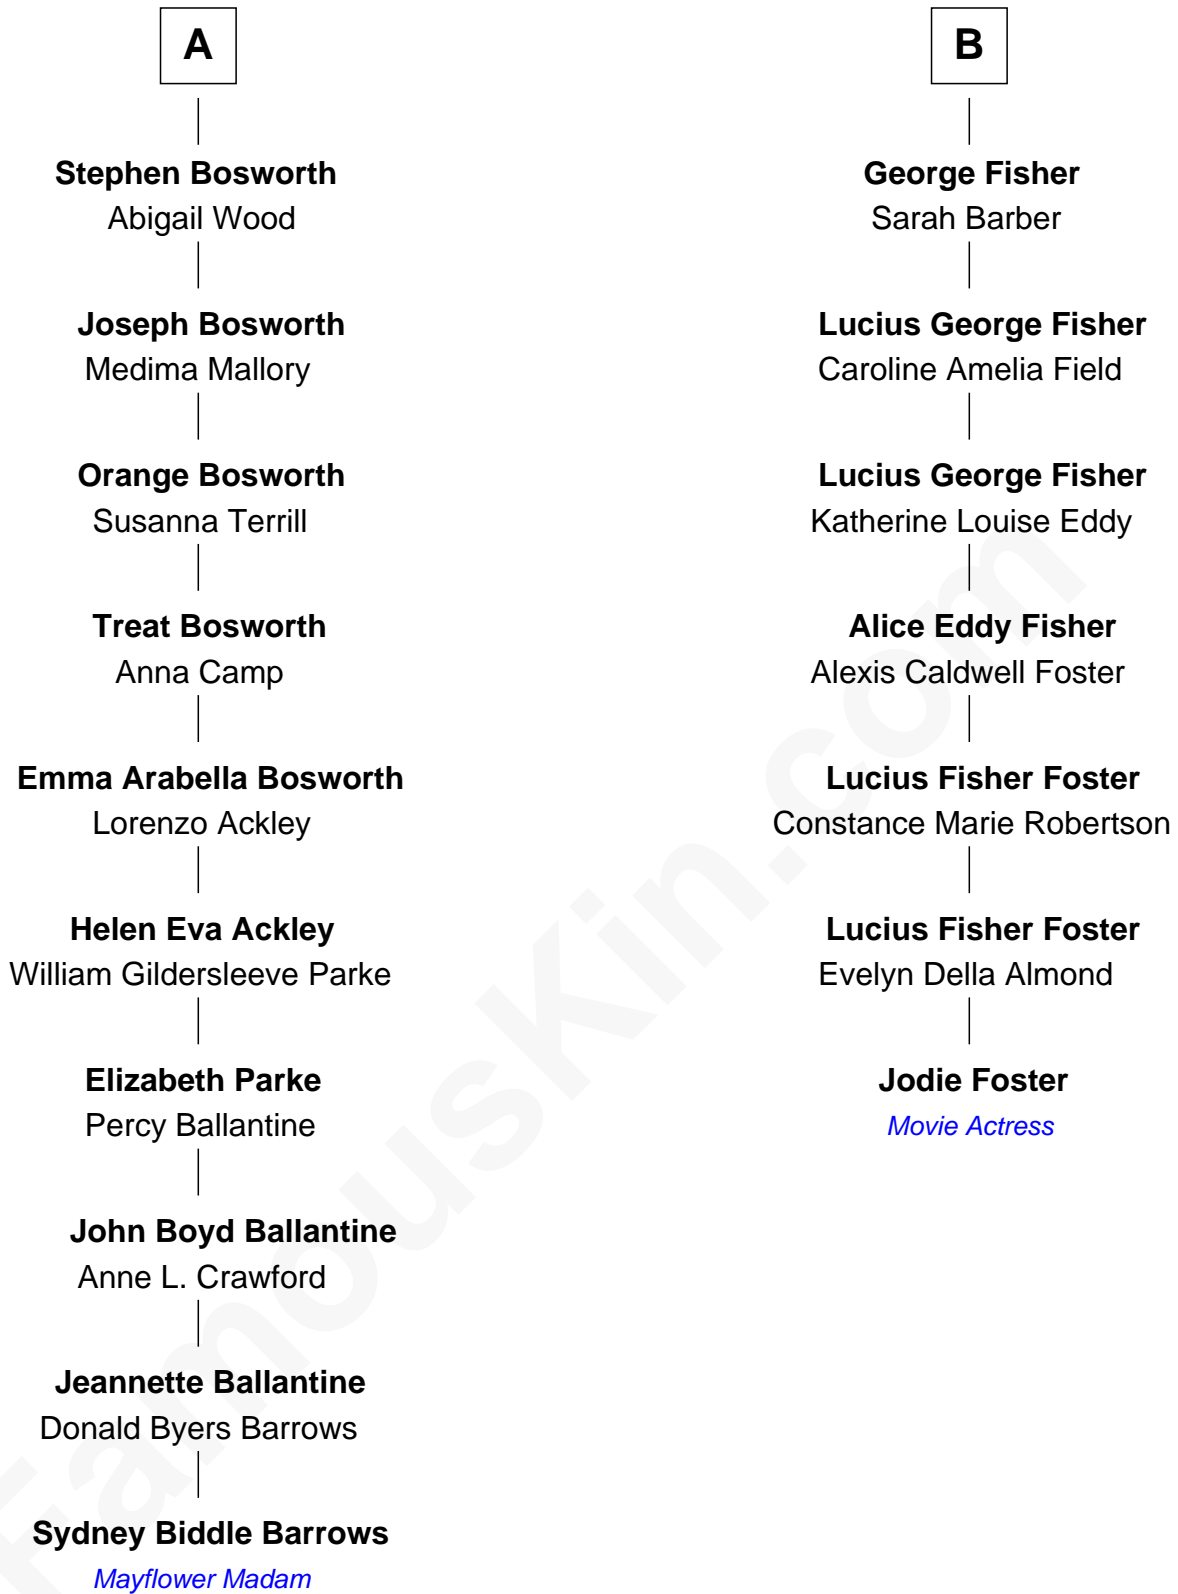 A
Stephen Bosworth
Abigail Wood
Joseph Bosworth
Medima Mallory
Orange Bosworth
Susanna Terrill
Treat Bosworth
Anna Camp
Emma Arabella Bosworth
Lorenzo Ackley
Helen Eva Ackley
William Gildersleeve Parke
Elizabeth Parke
Percy Ballantine
John Boyd Ballantine
Anne L. Crawford
Jeannette Ballantine
Donald Byers Barrows
Sydney Biddle Barrows
Mayflower Madam
B
George Fisher
Sarah Barber
Lucius George Fisher
Caroline Amelia Field
Lucius George Fisher
Katherine Louise Eddy
Alice Eddy Fisher
Alexis Caldwell Foster
Lucius Fisher Foster
Constance Marie Robertson
Lucius Fisher Foster
Evelyn Della Almond
Jodie Foster
Movie Actress
FamousKin.com